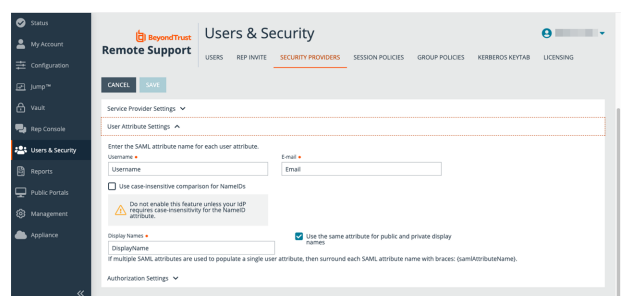 Status
My Account
Configuration
Jump™
Vault
Rep Console
Users & Security
Reports
Public Portals
Management
Appliance
BeyondTrust
Remote Support
Users & Security
USERS REP INVITE SECURITY PROVIDERS SESSION POLICIES GROUP POLICIES KERBEROS KEYTAB LICENSING
CANCEL SAVE
Service Provider Settings
User Attribute Settings
Enter the SAML attribute name for each user attribute.
Username E-mail
Username Email
Use case-insensitive comparison for NameIDs
Do not enable this feature unless your IdP
requires case-insensitivity for the NameID
attribute.
Display Names Use the same attribute for public and private display
names
DisplayName
If multiple SAML attributes are used to populate a single user attribute, then surround each SAML attribute name with braces: {samlAttributeName}.
Authorization Settings